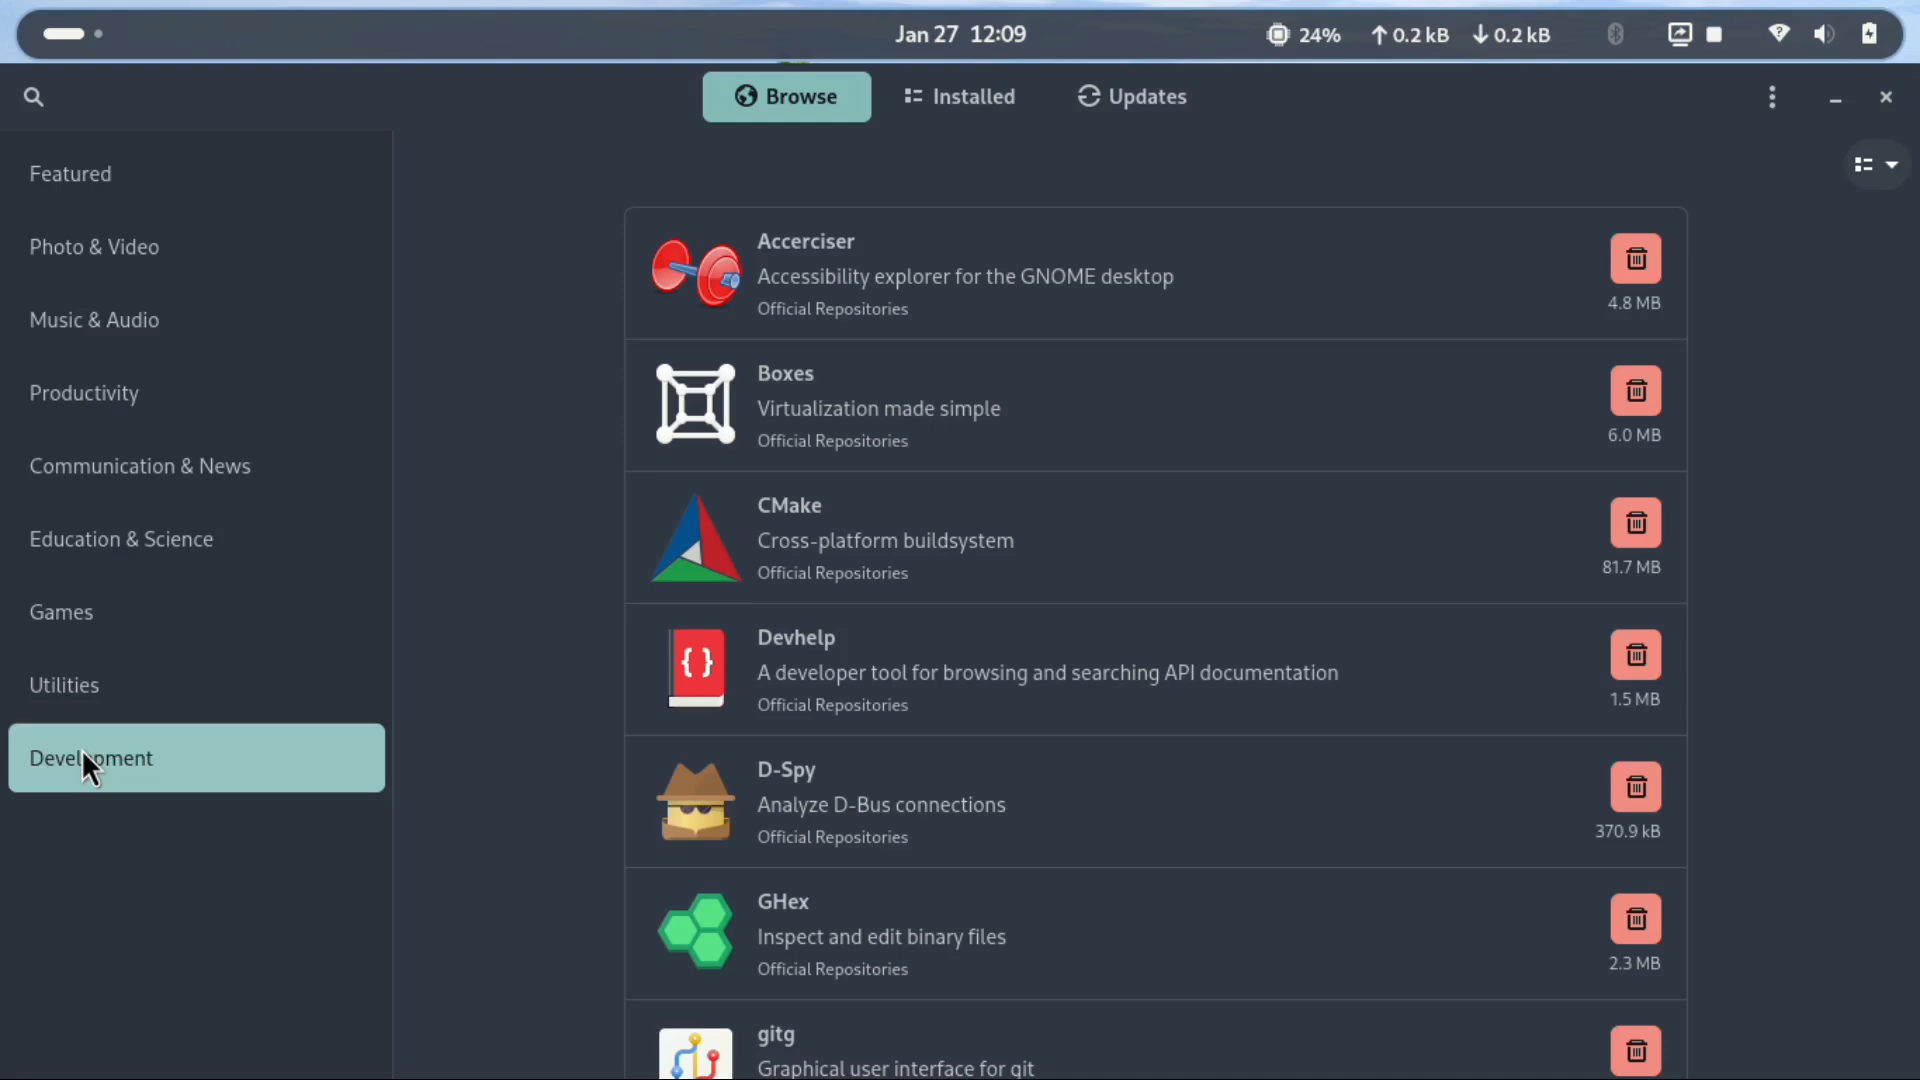 Jan 27 12:09
24%
0.2 kB
0.2 kB
Browse
Installed
Updates
Featured
Photo & Video
Music & Audio
Productivity
Communication & News
Education & Science
Games
Utilities
Development
Accerciser
Accessibility explorer for the GNOME desktop
Official Repositories
4.8 MB
Boxes
Virtualization made simple
Official Repositories
6.0 MB
CMake
Cross-platform buildsystem
Official Repositories
81.7 MB
Devhelp
A developer tool for browsing and searching API documentation
Official Repositories
1.5 MB
D-Spy
Analyze D-Bus connections
Official Repositories
370.9 kB
GHex
Inspect and edit binary files
Official Repositories
2.3 MB
gitg
Graphical user interface for git